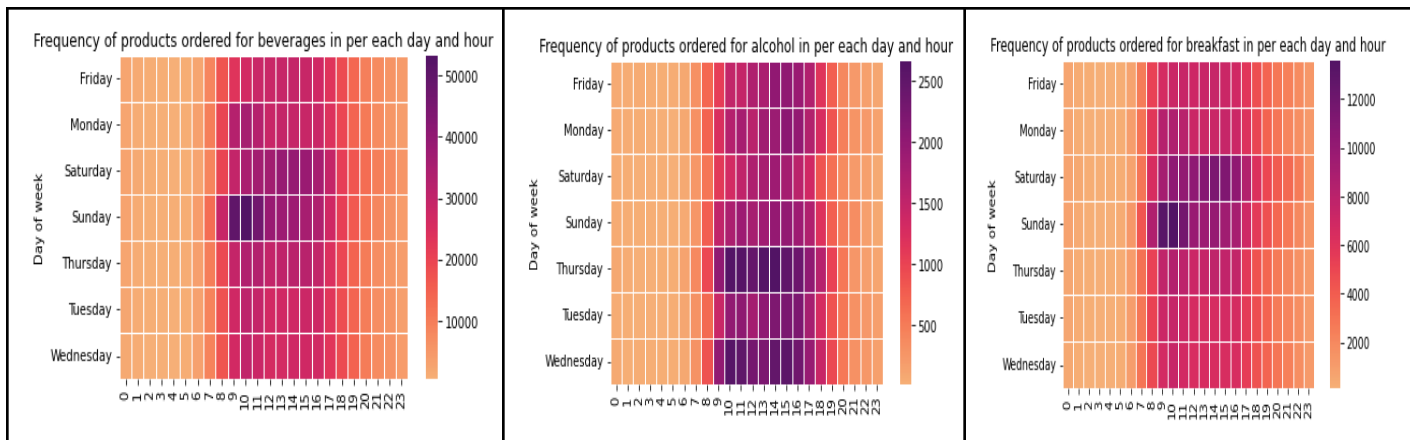 Frequency of products ordered for beverages in per each day and hour
Friday
Monday
Saturday
Sunday
Thursday
Tuesday
Wednesday
Day of week
0 1 2 3 4 5 6 7 8 9 10 11 12 13 14 15 16 17 18 19 20 21 22 23
50000
40000
30000
20000
10000
Frequency of products ordered for alcohol in per each day and hour
Friday
Monday
Saturday
Sunday
Thursday
Tuesday
Wednesday
Day of week
0 1 2 3 4 5 6 7 8 9 10 11 12 13 14 15 16 17 18 19 20 21 22 23
2500
2000
1500
1000
500
Frequency of products ordered for breakfast in per each day and hour
Friday
Monday
Saturday
Sunday
Thursday
Tuesday
Wednesday
Day of week
0 1 2 3 4 5 6 7 8 9 10 11 12 13 14 15 16 17 18 19 20 21 22 23
12000
10000
8000
6000
4000
2000